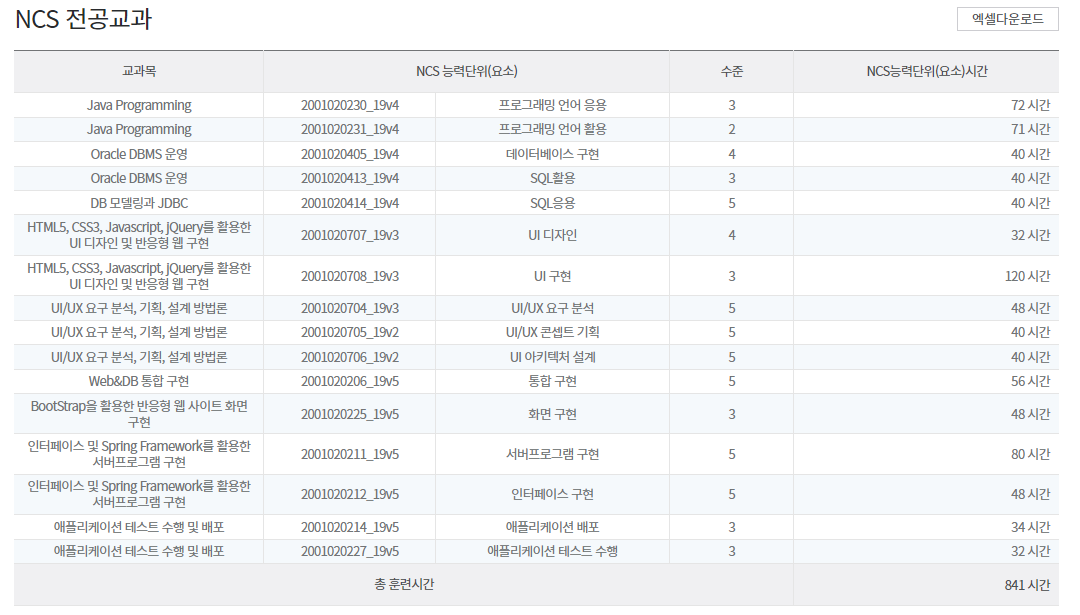 NCS 전공교과
엑셀다운로드
교과목 NCS 능력단위(요소) 수준 NCS능력단위(요소)시간
Java Programming 2001020230_19v4 프로그래밍 언어 응용 3 72 시간
Java Programming 2001020231_19v4 프로그래밍 언어 활용 2 71 시간
Oracle DBMS 운영 2001020405_19v4 데이터베이스 구현 4 40 시간
Oracle DBMS 운영 2001020413_19v4 SQL활용 3 40 시간
DB 모델링과 JDBC 2001020414_19v4 SQL응용 5 40 시간
HTML5, CSS3, Javascript, jQuery를 활용한
UI 디자인 및 반응형 웹 구현 2001020707_19v3 UI 디자인 4 32 시간
HTML5, CSS3, Javascript, jQuery를 활용한
UI 디자인 및 반응형 웹 구현 2001020708_19v3 UI 구현 3 120 시간
UI/UX 요구 분석, 기획, 설계 방법론 2001020704_19v3 UI/UX 요구 분석 5 48 시간
UI/UX 요구 분석, 기획, 설계 방법론 2001020705_19v2 UI/UX 콘셉트 기획 5 40 시간
UI/UX 요구 분석, 기획, 설계 방법론 2001020706_19v2 UI 아키텍처 설계 5 40 시간
Web&DB 통합 구현 2001020206_19v5 통합 구현 5 56 시간
BootStrap을 활용한 반응형 웹 사이트 화면
구현 2001020225_19v5 화면 구현 3 48 시간
인터페이스 및 Spring Framework를 활용한
서버프로그램 구현 2001020211_19v5 서버프로그램 구현 5 80 시간
인터페이스 및 Spring Framework를 활용한
서버프로그램 구현 2001020212_19v5 인터페이스 구현 5 48 시간
애플리케이션 테스트 수행 및 배포 2001020214_19v5 애플리케이션 배포 3 34 시간
애플리케이션 테스트 수행 및 배포 2001020227_19v5 애플리케이션 테스트 수행 3 32 시간
총 훈련시간 841 시간